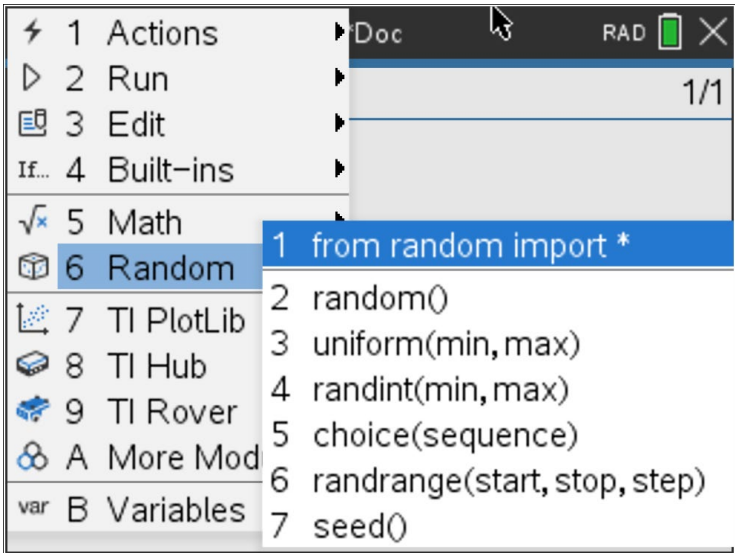 *Doc RAD
1/1
1 Actions
2 Run
3 Edit
If... 4 Built-ins
5 Math
6 Random
7 TI PlotLib
8 TI Hub
9 TI Rover
A More Mod
var B Variables
1 from random import *
2 random()
3 uniform(min,max)
4 randint(min,max)
5 choice(sequence)
6 randrange(start,stop,step)
7 seed()